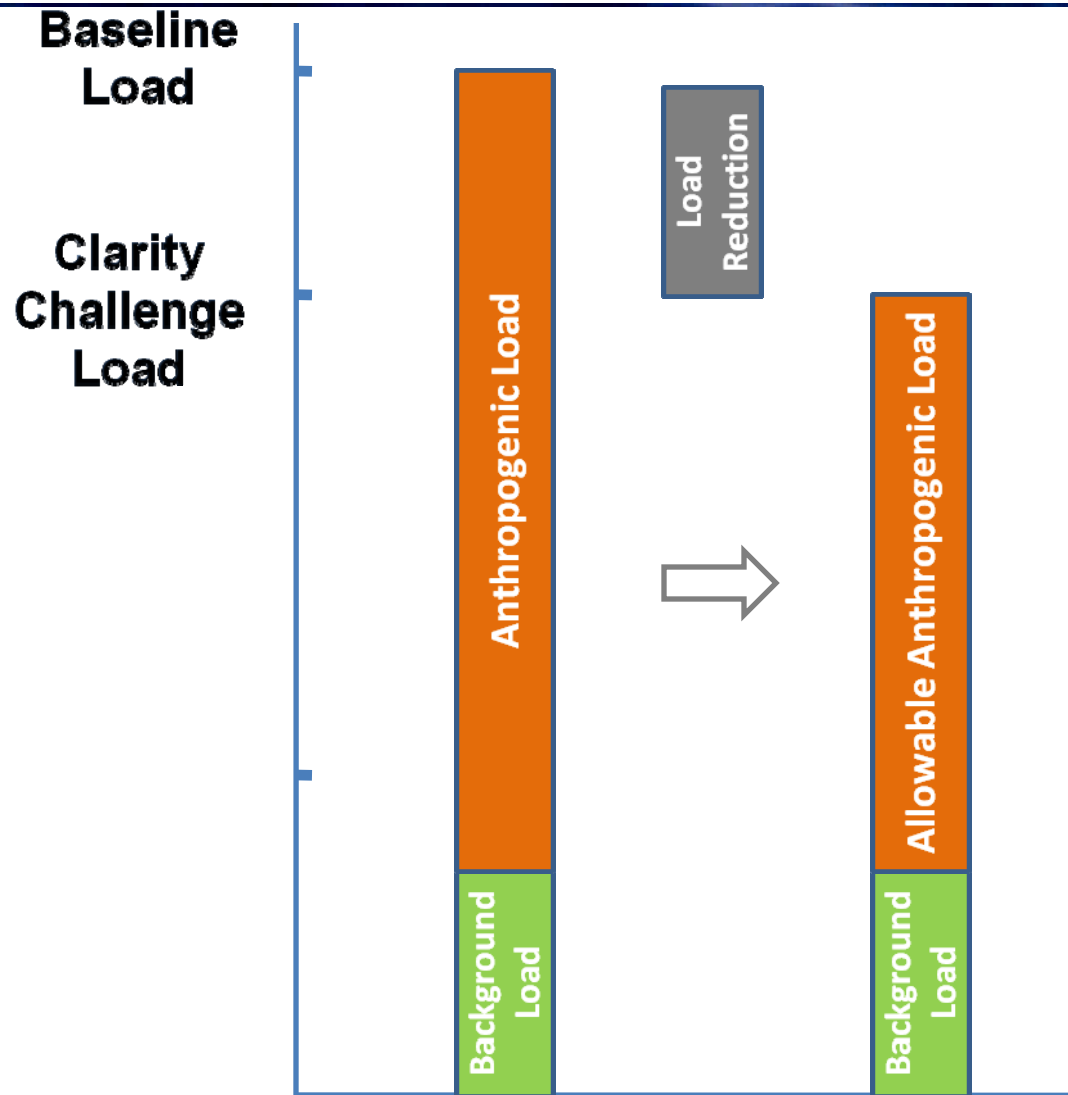 Baseline
Load
Clarity
Challenge
Load
Anthropogenic Load
Background
Load
Load
Reduction
Allowable Anthropogenic Load
Background
Load